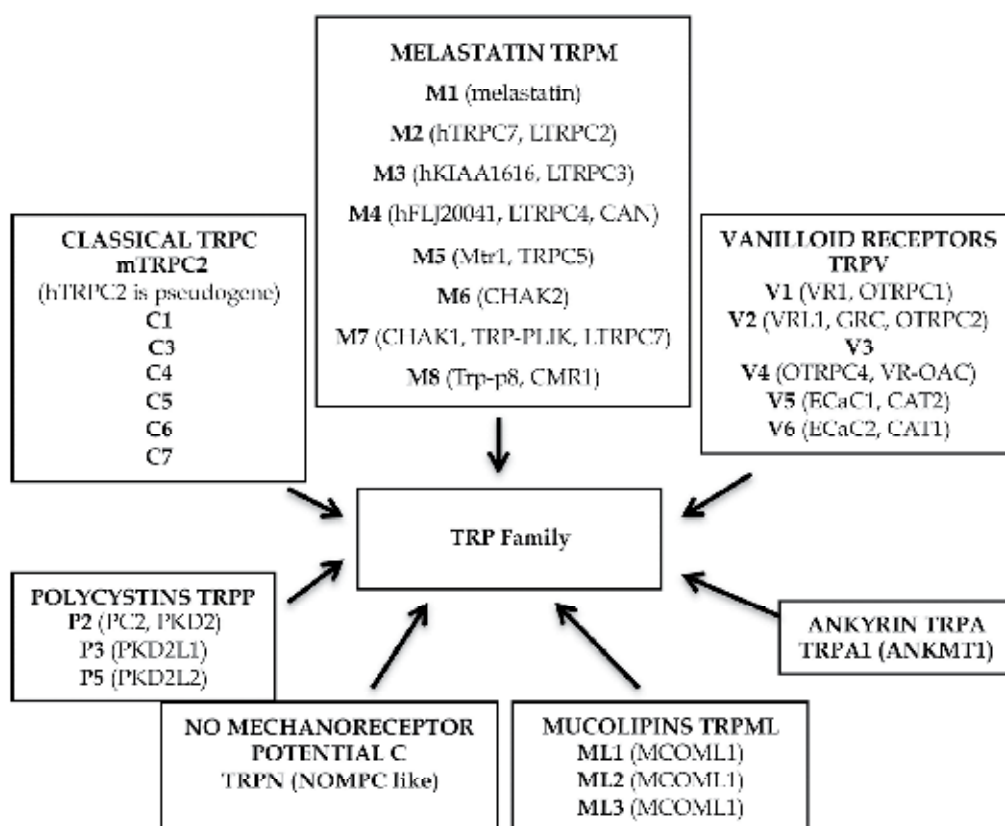 MELASTATIN TRPM
M1 (melastatin)
M2 (hTRPC7, LTRPC2)
M3 (hKIAA1616, LTRPC3)
M4 (hFLJ20041, LTRPC4, CAN)
M5 (Mtr1, TRPC5)
M6 (CHAK2)
M7 (CHAK1, TRP-PLIK, LTRPC7)
M8 (Trp-p8, CMR1)
CLASSICAL TRPC
mTRPC2
(hTRPC2 is pseudogene)
C1
C3
C4
C5
C6
C7
VANILLOID RECEPTORS
TRPV
V1 (VR1, OTRPC1)
V2 (VRL1, GRC, OTRPC2)
V3
V4 (OTRPC4, VR-OAC)
V5 (ECaC1, CAT2)
V6 (ECaC2, CAT1)
TRP Family
POLYCYSTINS TRPP
P2 (PC2, PKD2)
P3 (PKD2L1)
P5 (PKD2L2)
ANKYRIN TRPA
TRPA1 (ANKMT1)
NO MECHANORECEPTOR
POTENTIAL C
TRPN (NOMPC like)
MUCOLIPINS TRPML
ML1 (MCOML1)
ML2 (MCOML1)
ML3 (MCOML1)